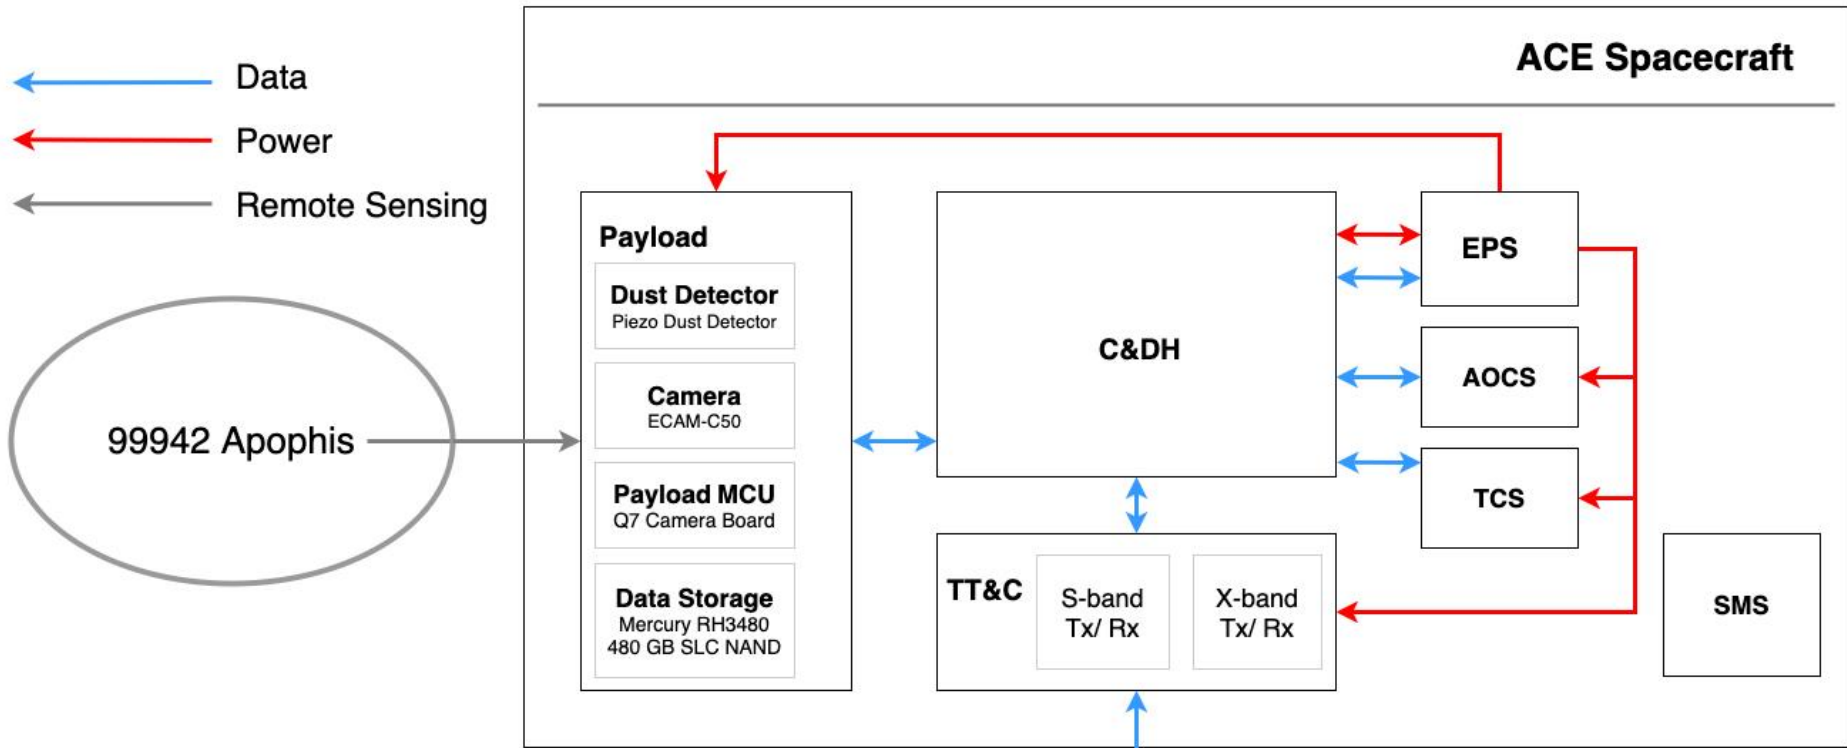 Data
Power
Remote Sensing
ACE Spacecraft
99942 Apophis
Payload
Dust Detector
Piezo Dust Detector
Camera
ECAM-C50
Payload MCU
Q7 Camera Board
Data Storage
Mercury RH3480
480 GB SLC NAND
C&DH
EPS
AOCS
TCS
TT&C
S-band
Tx/ Rx
X-band
Tx/ Rx
SMS